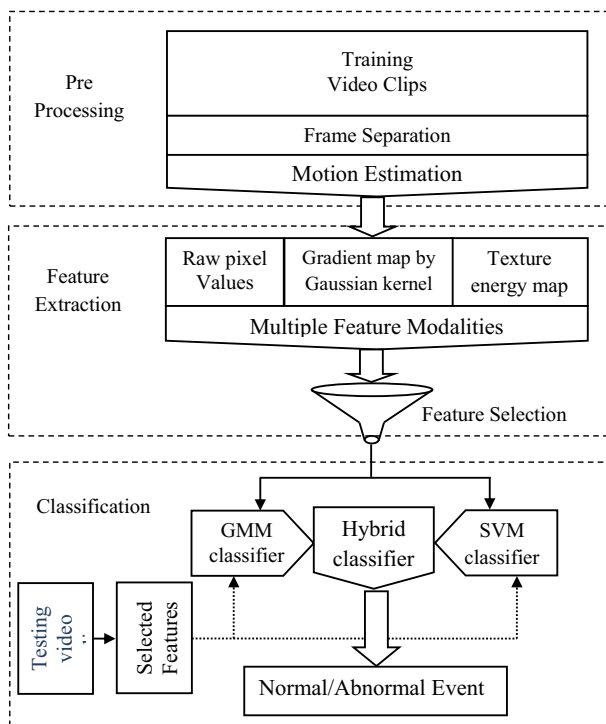 Pre
Processing
Training
Video Clips
Frame Separation
Motion Estimation
Feature
Extraction
Raw pixel
Values
Gradient map by
Gaussian kernel
Texture
energy map
Multiple Feature Modalities
Feature Selection
Classification
GMM
classifier
Hybrid
classifier
SVM
classifier
Testing
video
Selected
Features
Normal/Abnormal Event